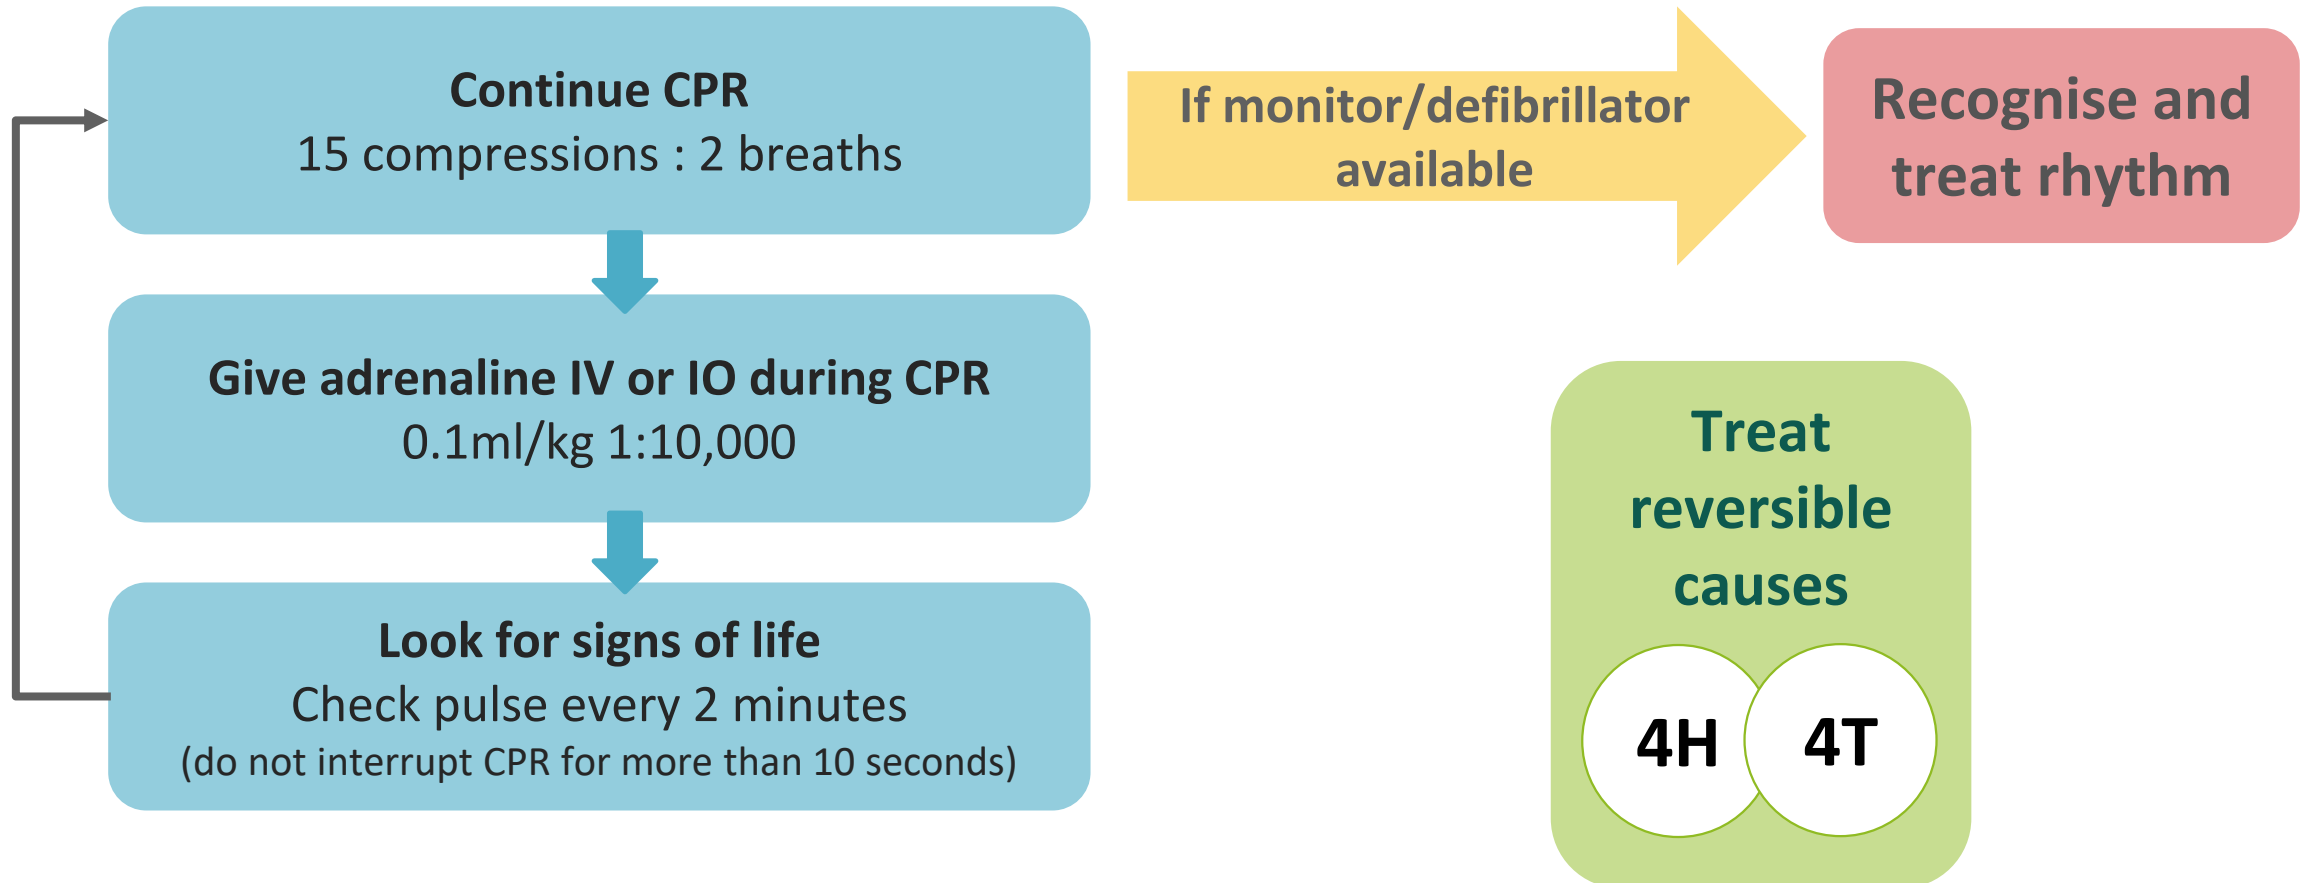 Continue CPR
15 compressions : 2 breaths
If monitor/defibrillator
available
Recognise and
treat rhythm
Give adrenaline IV or IO during CPR
0.1ml/kg 1:10,000
Look for signs of life
Check pulse every 2 minutes
(do not interrupt CPR for more than 10 seconds)
Treat
reversible
causes
4H
4T